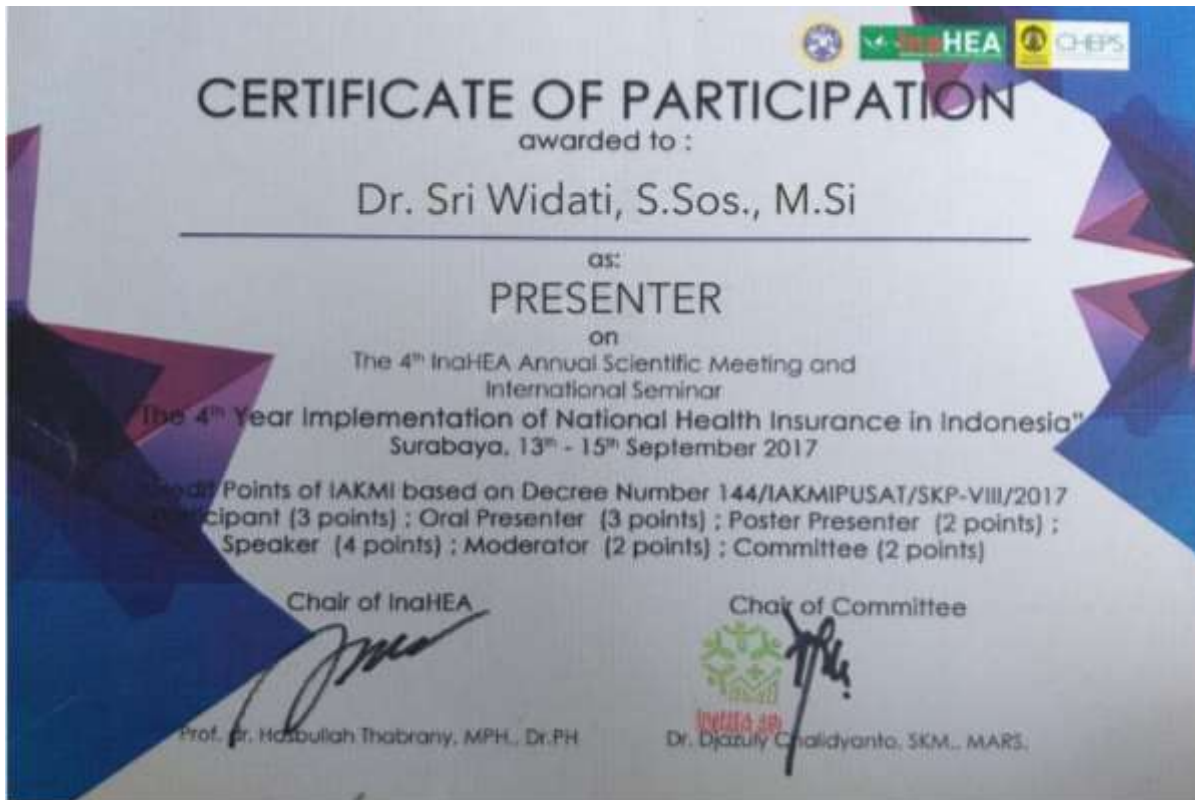 InaHEA CHEPS
CERTIFICATE OF PARTICIPATION
awarded to :
Dr. Sri Widati, S.Sos., M.Si
as:
PRESENTER
on
The 4th InaHEA Annual Scientific Meeting and
International Seminar
The 4th Year Implementation of National Health Insurance in Indonesia"
Surabaya, 13th - 15th September 2017
Credit Points of IAKMI based on Decree Number 144/IAKMIPUSAT/SKP-VIII/2017
Participant (3 points) ; Oral Presenter (3 points) ; Poster Presenter (2 points) ;
Speaker (4 points) ; Moderator (2 points) ; Committee (2 points)
Chair of InaHEA Chair of Committee
Prof. dr. Hasbullah Thabrany, MPH., Dr.PH Dr. Djazuly Chalidyanto, SKM., MARS.